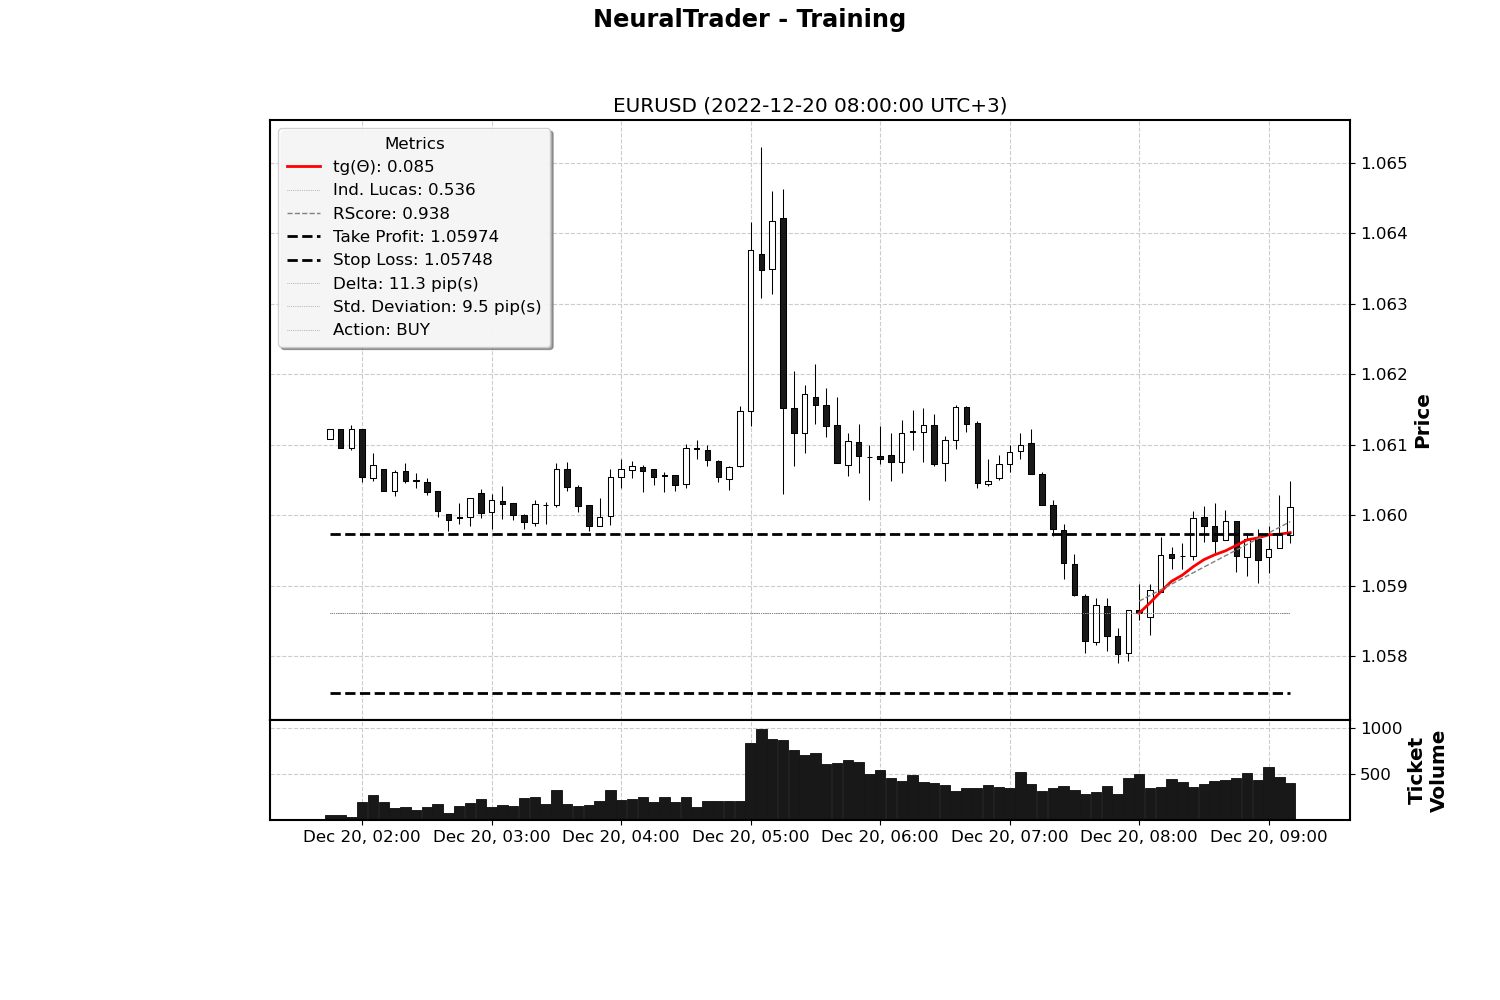 NeuralTrader - Training
EURUSD (2022-12-20 08:00:00 UTC+3)
Metrics
tg(Θ): 0.085
Ind. Lucas: 0.536
RScore: 0.938
Take Profit: 1.05974
Stop Loss: 1.05748
Delta: 11.3 pip(s)
Std. Deviation: 9.5 pip(s)
Action: BUY
1.065
1.064
1.063
1.062
1.061
1.060
1.059
1.058
Price
1000
500
Ticket
Volume
Dec 20, 02:00 Dec 20, 03:00 Dec 20, 04:00 Dec 20, 05:00 Dec 20, 06:00 Dec 20, 07:00 Dec 20, 08:00 Dec 20, 09:00